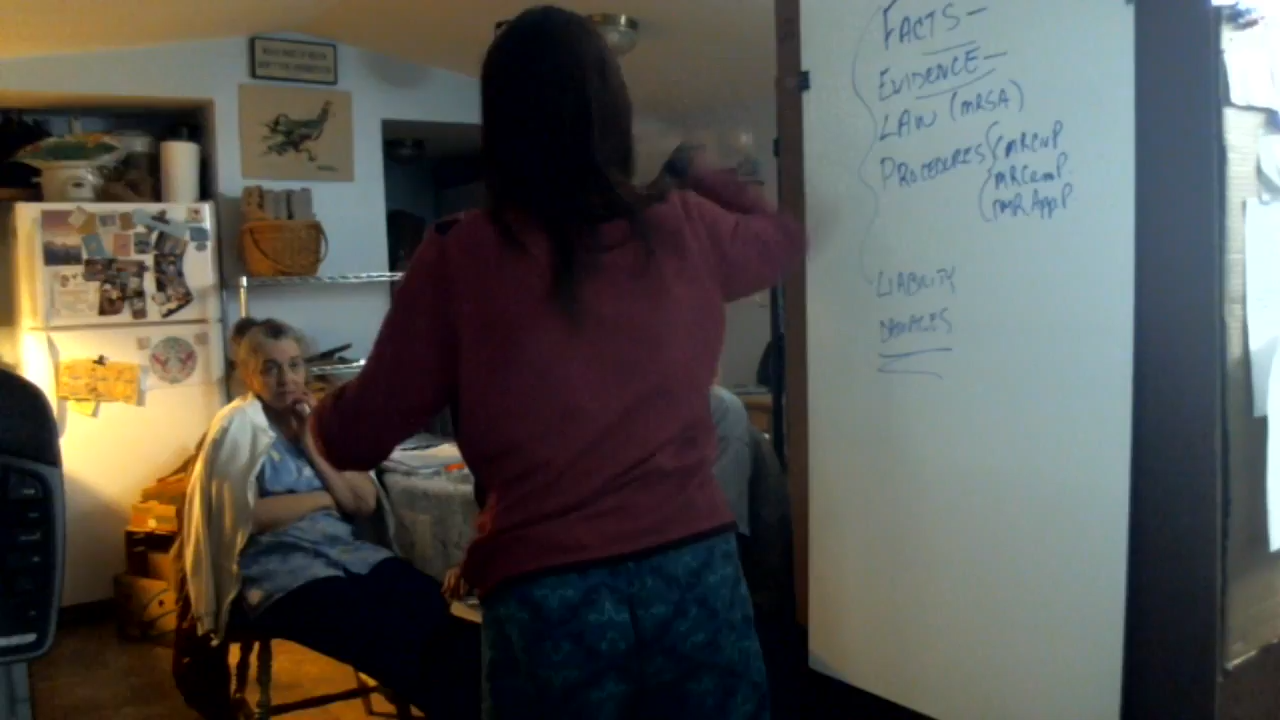 FACTS -
EVIDENCE -
LAW (MRSA)
PROCEDURES { MRCivP
MRCrimP.
MR App. P
LIABILITY
DAMAGES